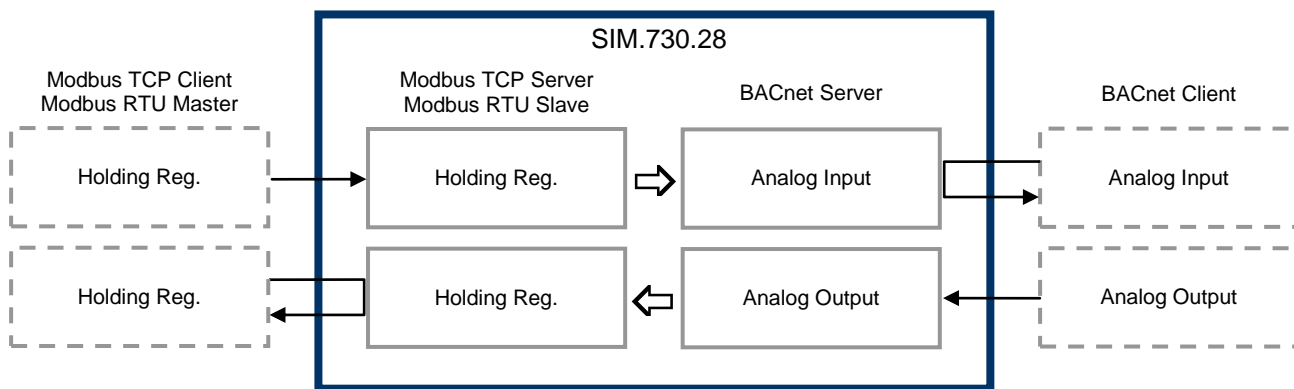 SIM.730.28
Modbus TCP Client
Modbus RTU Master
Modbus TCP Server
Modbus RTU Slave
BACnet Server
BACnet Client
Holding Reg.
Holding Reg.
Analog Input
Analog Input
Holding Reg.
Holding Reg.
Analog Output
Analog Output